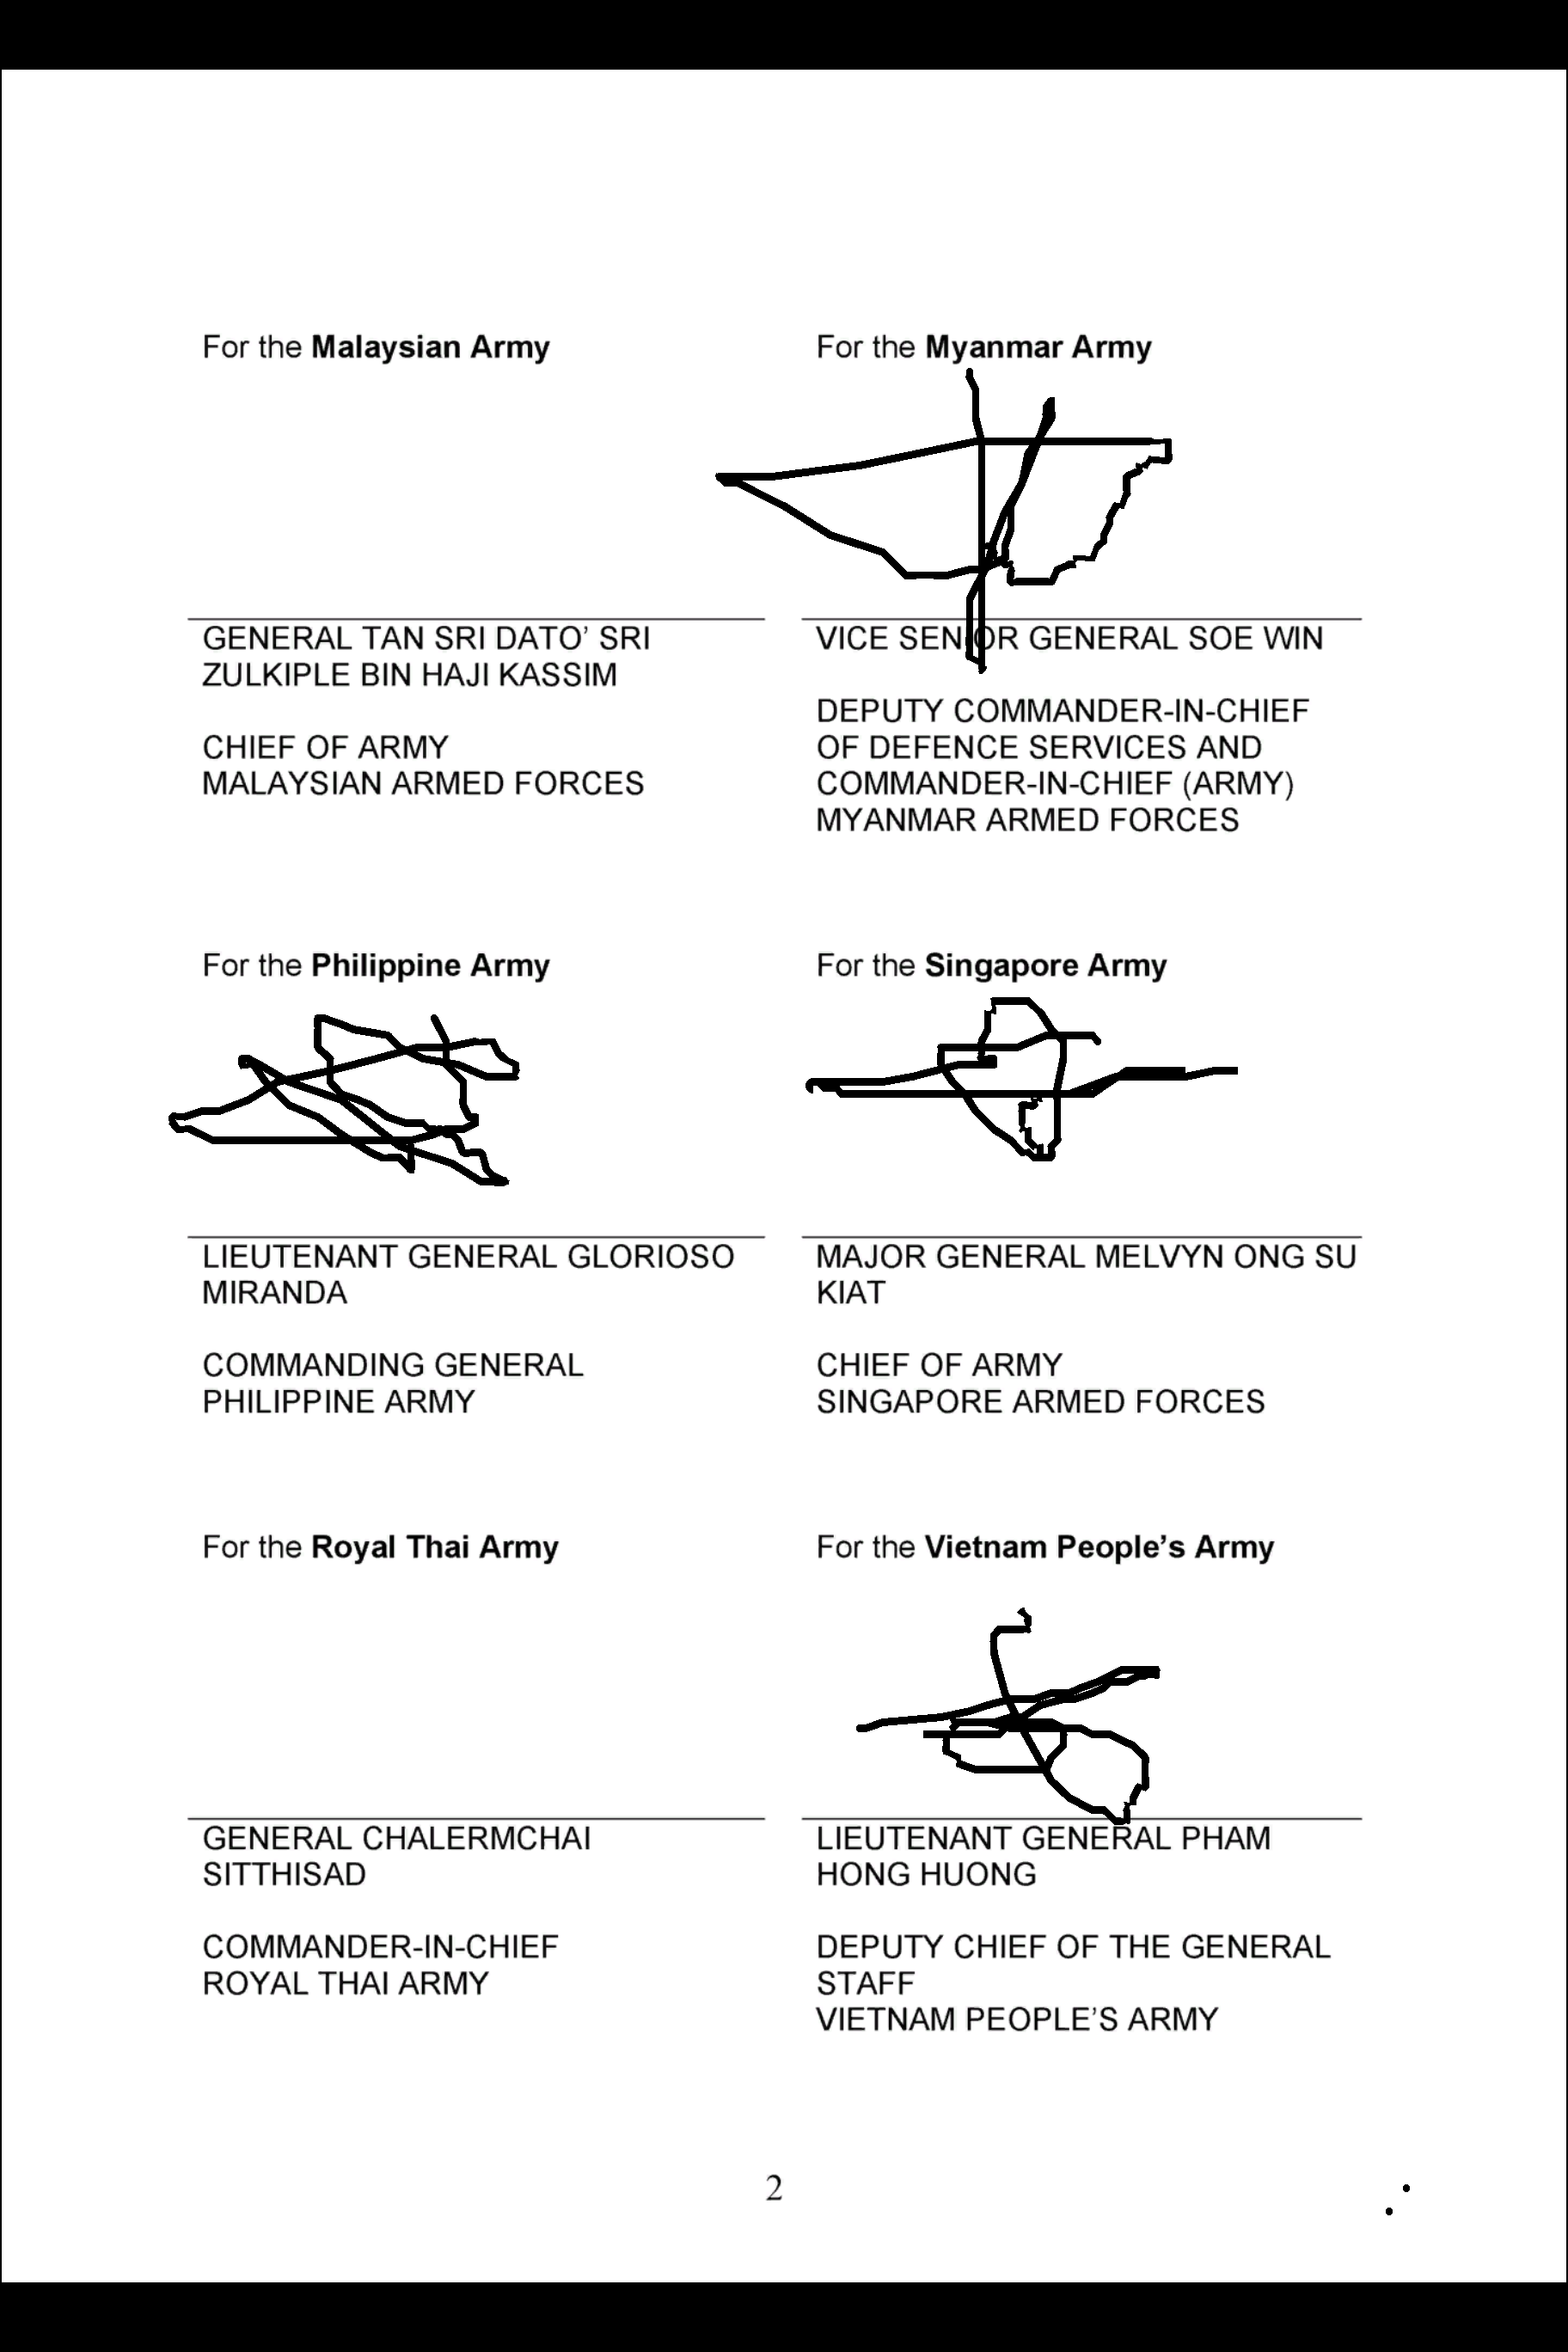 For the Malaysian Army
GENERAL TAN SRI DATO’ SRI
ZULKIPLE BIN HAJI KASSIM
CHIEF OF ARMY
MALAYSIAN ARMED FORCES
For the Myanmar Army
VICE SENIOR GENERAL SOE WIN
DEPUTY COMMANDER-IN-CHIEF
OF DEFENCE SERVICES AND
COMMANDER-IN-CHIEF (ARMY)
MYANMAR ARMED FORCES
For the Philippine Army
LIEUTENANT GENERAL GLORIOSO
MIRANDA
COMMANDING GENERAL
PHILIPPINE ARMY
For the Singapore Army
MAJOR GENERAL MELVYN ONG SU
KIAT
CHIEF OF ARMY
SINGAPORE ARMED FORCES
For the Royal Thai Army
GENERAL CHALERMCHAI
SITTHISAD
COMMANDER-IN-CHIEF
ROYAL THAI ARMY
For the Vietnam People’s Army
LIEUTENANT GENERAL PHAM
HONG HUONG
DEPUTY CHIEF OF THE GENERAL
STAFF
VIETNAM PEOPLE’S ARMY
2